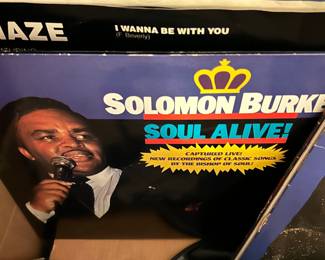 MAZE
I WANNA BE WITH YOU
(F. Beverly)
SOLOMON BURKE
SOUL ALIVE!
CAPTURED LIVE!
NEW RECORDINGS OF CLASSIC SONGS
BY THE BISHOP OF SOUL!